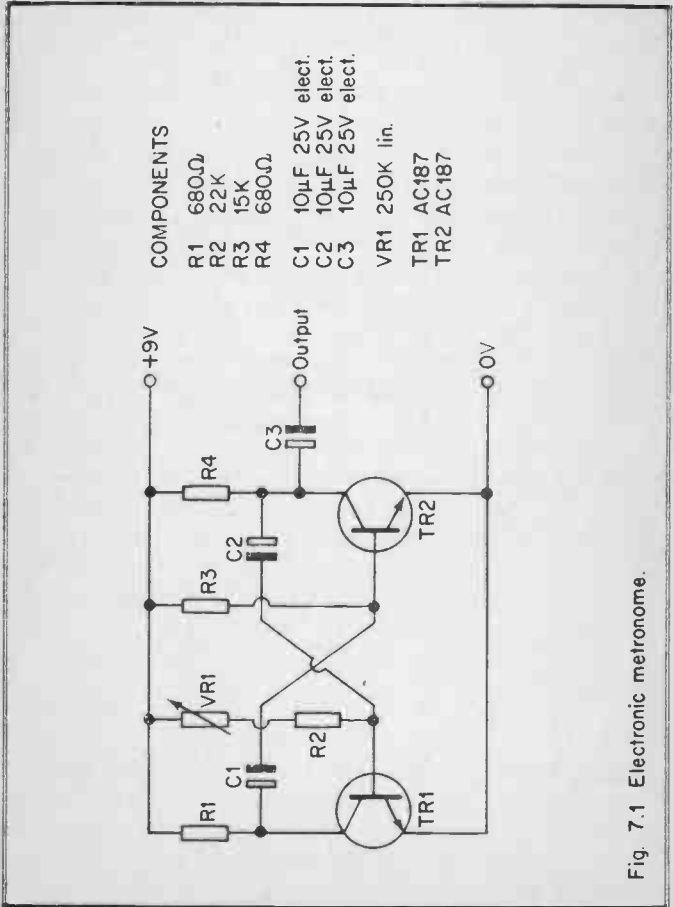 COMPONENTS
R1 680Ω
R2 22K
R3 15K
R4 680Ω
C1 10µF 25V elect.
C2 10µF 25V elect.
C3 10µF 25V elect.
VR1 250K lin.
TR1 AC187
TR2 AC187
+9V
R1
VR1
R3
R4
C1
C2
C3
Output
R2
TR1
TR2
0V
Fig. 7.1 Electronic metronome.